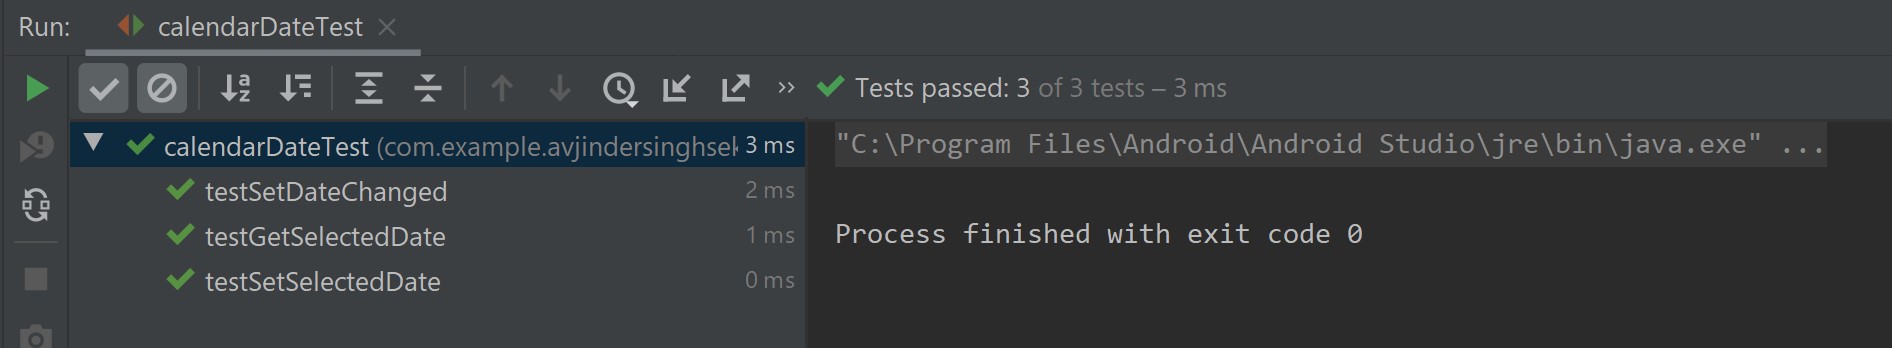 Run: calendarDateTest
Tests passed: 3 of 3 tests – 3 ms
calendarDateTest (com.example.avjindersinghsek 3 ms
testSetDateChanged 2 ms
testGetSelectedDate 1 ms
testSetSelectedDate 0 ms
"C:\Program Files\Android\Android Studio\jre\bin\java.exe" ...
Process finished with exit code 0